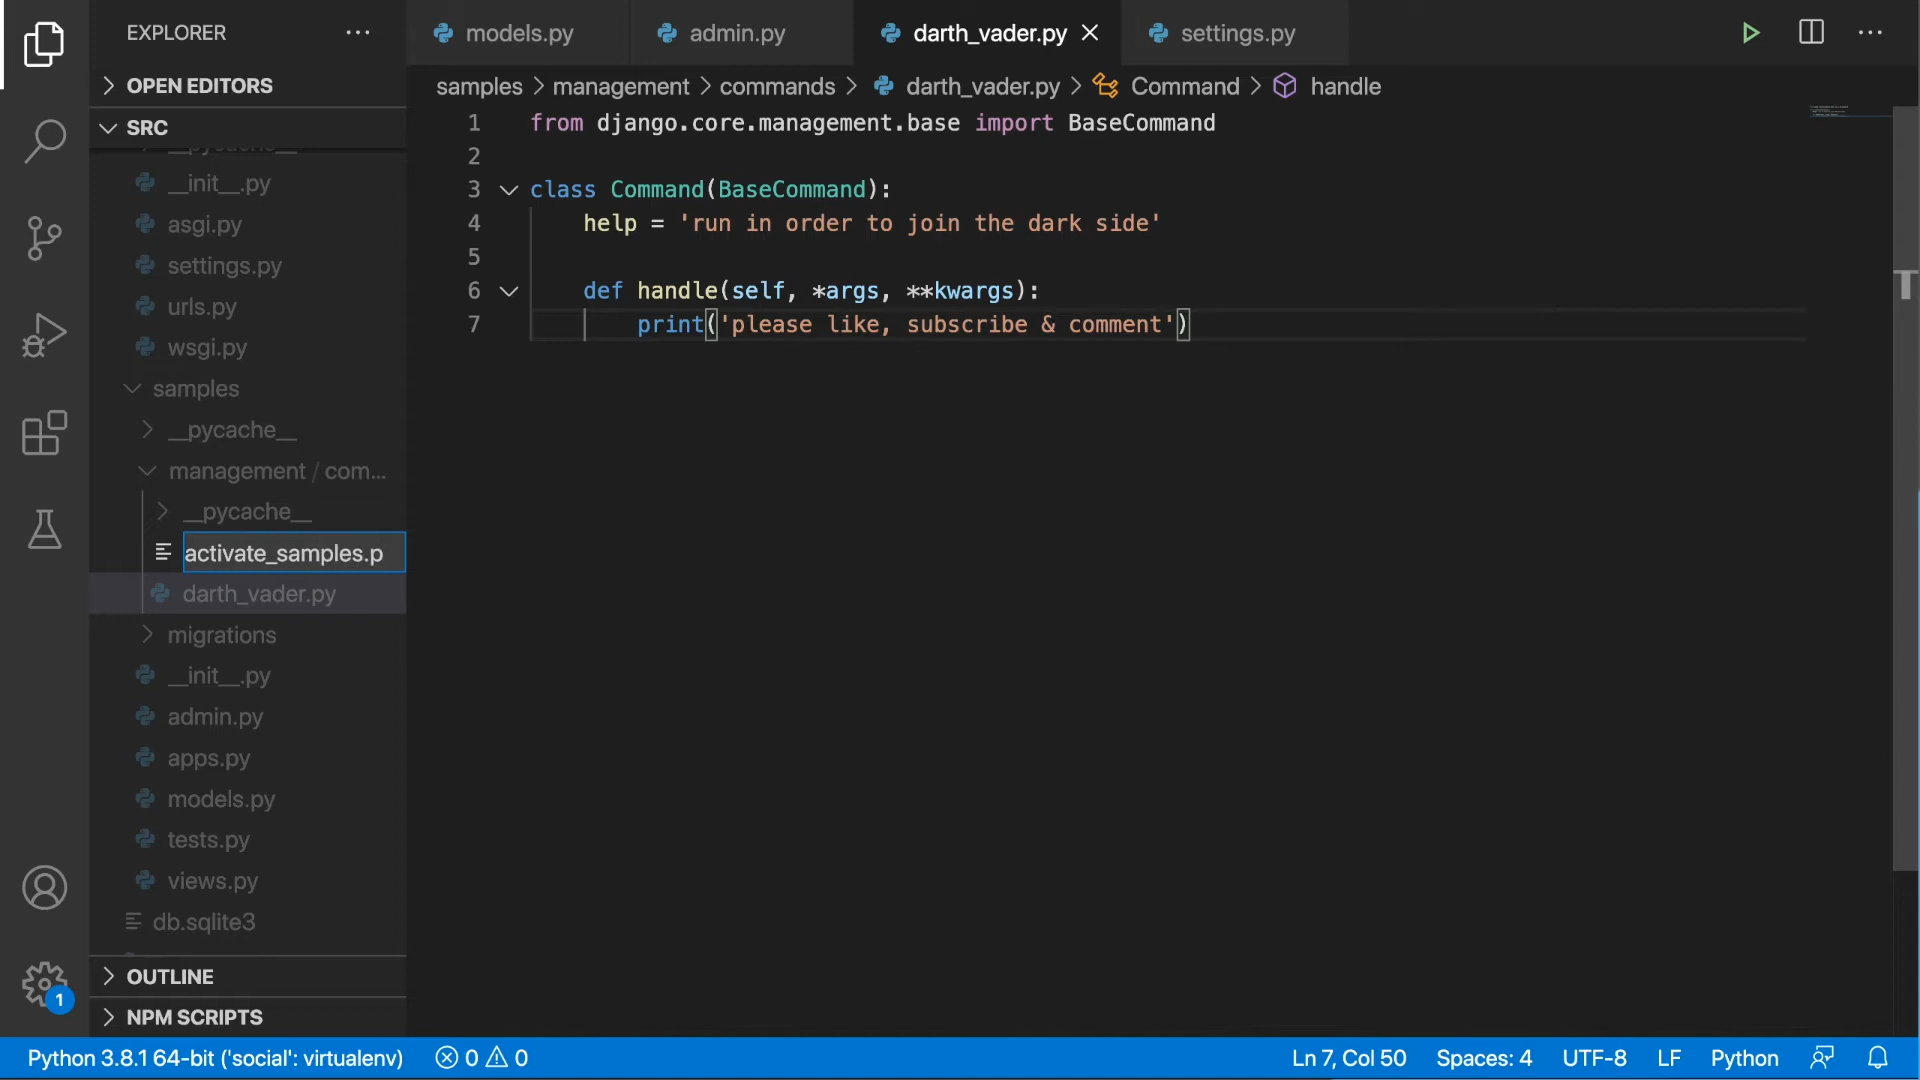 EXPLORER
models.py
admin.py
darth_vader.py
settings.py
OPEN EDITORS
samples > management > commands > darth_vader.py > Command > handle
SRC
__pycache__
__init__.py
asgi.py
settings.py
urls.py
wsgi.py
samples
__pycache__
management / com...
__pycache__
activate_samples.p
darth_vader.py
migrations
__init__.py
admin.py
apps.py
models.py
tests.py
views.py
db.sqlite3
OUTLINE
NPM SCRIPTS
1
1 from django.core.management.base import BaseCommand
2
3 class Command(BaseCommand):
4 help = 'run in order to join the dark side'
5
6 def handle(self, *args, **kwargs):
7 print('please like, subscribe & comment')
Python 3.8.1 64-bit ('social': virtualenv) 0 0 Ln 7, Col 50 Spaces: 4 UTF-8 LF Python